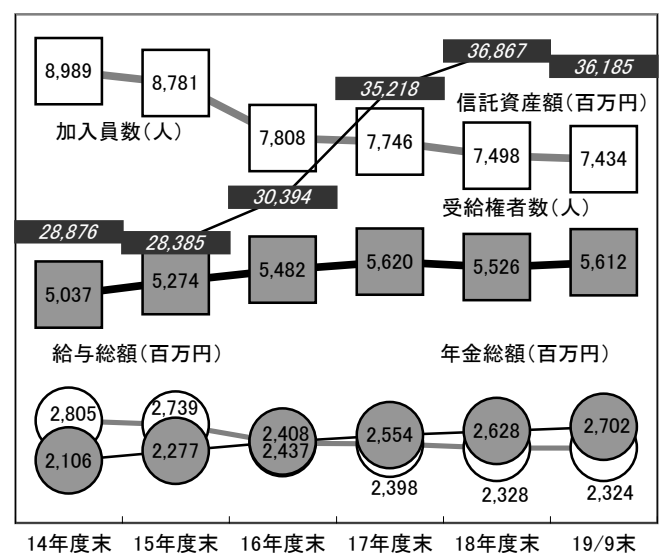 36,867
8,989
36,185
8,781
35,218
信託資産額(百万円)
加入員数(人)
7,808
7,746
7,498
7,434
30,394
受給権者数(人)
28,876
28,385
5,037
5,274
5,482
5,620
5,526
5,612
給与総額(百万円)
年金総額(百万円)
2,805
2,739
2,408
2,554
2,628
2,702
2,106
2,277
2,437
2,398
2,328
2,324
14年度末
15年度末
16年度末
17年度末
18年度末
19/9末